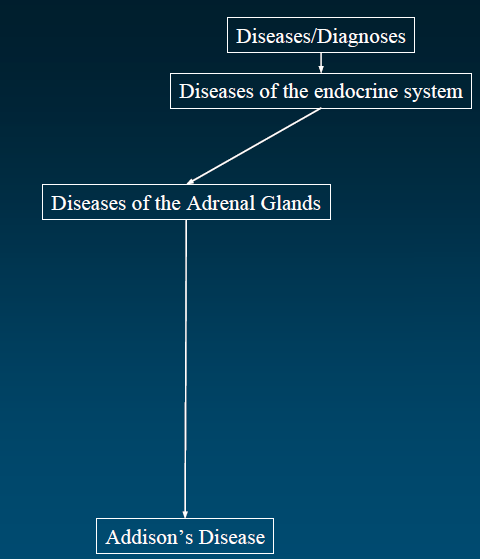 Diseases/Diagnoses
Diseases of the endocrine system
Diseases of the Adrenal Glands
Addison’s Disease